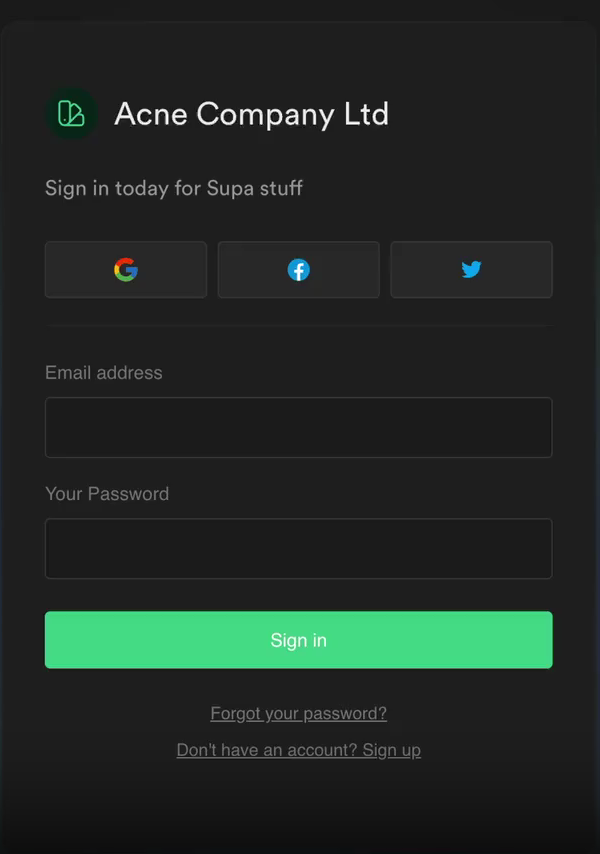 Acne Company Ltd
Sign in today for Supa stuff
Email address
Your Password
Sign in
Forgot your password?
Don't have an account? Sign up